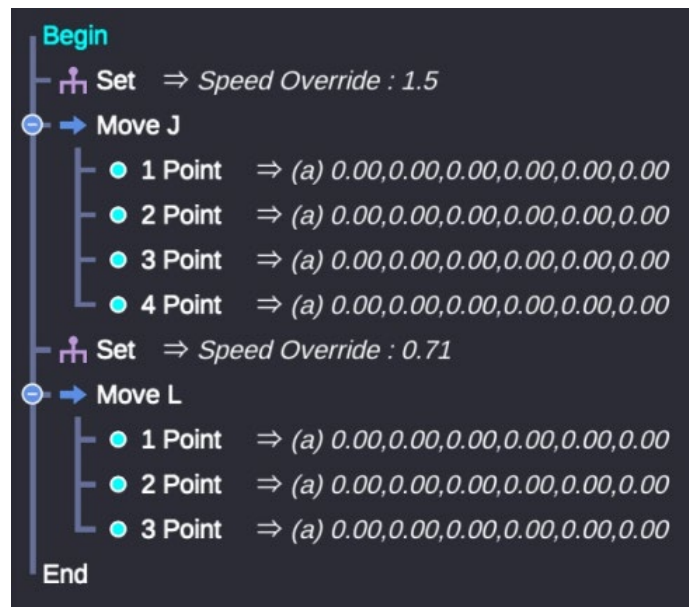 Begin
Set ⇒ Speed Override : 1.5
Move J
1 Point ⇒ (a) 0.00,0.00,0.00,0.00,0.00,0.00
2 Point ⇒ (a) 0.00,0.00,0.00,0.00,0.00,0.00
3 Point ⇒ (a) 0.00,0.00,0.00,0.00,0.00,0.00
4 Point ⇒ (a) 0.00,0.00,0.00,0.00,0.00,0.00
Set ⇒ Speed Override : 0.71
Move L
1 Point ⇒ (a) 0.00,0.00,0.00,0.00,0.00,0.00
2 Point ⇒ (a) 0.00,0.00,0.00,0.00,0.00,0.00
3 Point ⇒ (a) 0.00,0.00,0.00,0.00,0.00,0.00
End